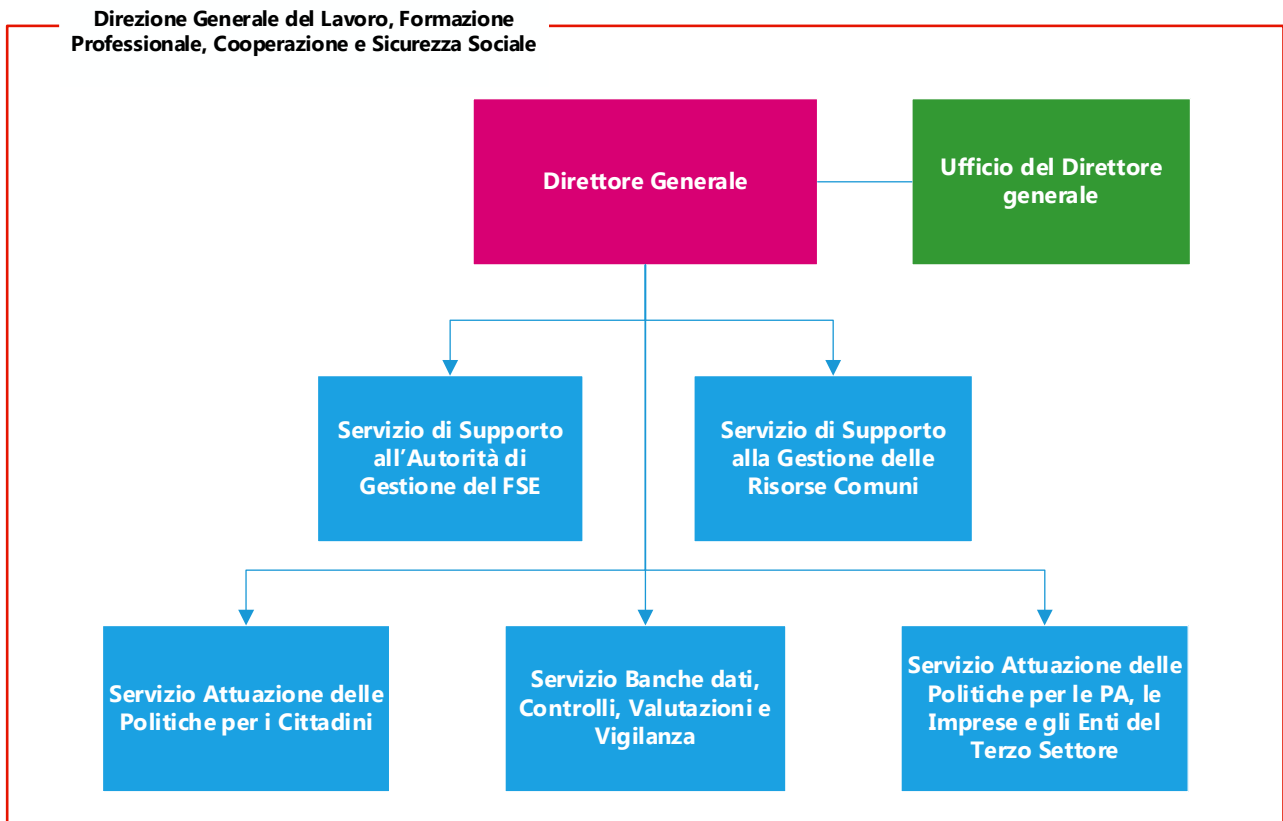 Direzione Generale del Lavoro, Formazione
Professionale, Cooperazione e Sicurezza Sociale
Direttore Generale
Ufficio del Direttore
generale
Servizio di Supporto
all’Autorità di
Gestione del FSE
Servizio di Supporto
alla Gestione delle
Risorse Comuni
Servizio Attuazione delle
Politiche per i Cittadini
Servizio Banche dati,
Controlli, Valutazioni e
Vigilanza
Servizio Attuazione delle
Politiche per le PA, le
Imprese e gli Enti del
Terzo Settore